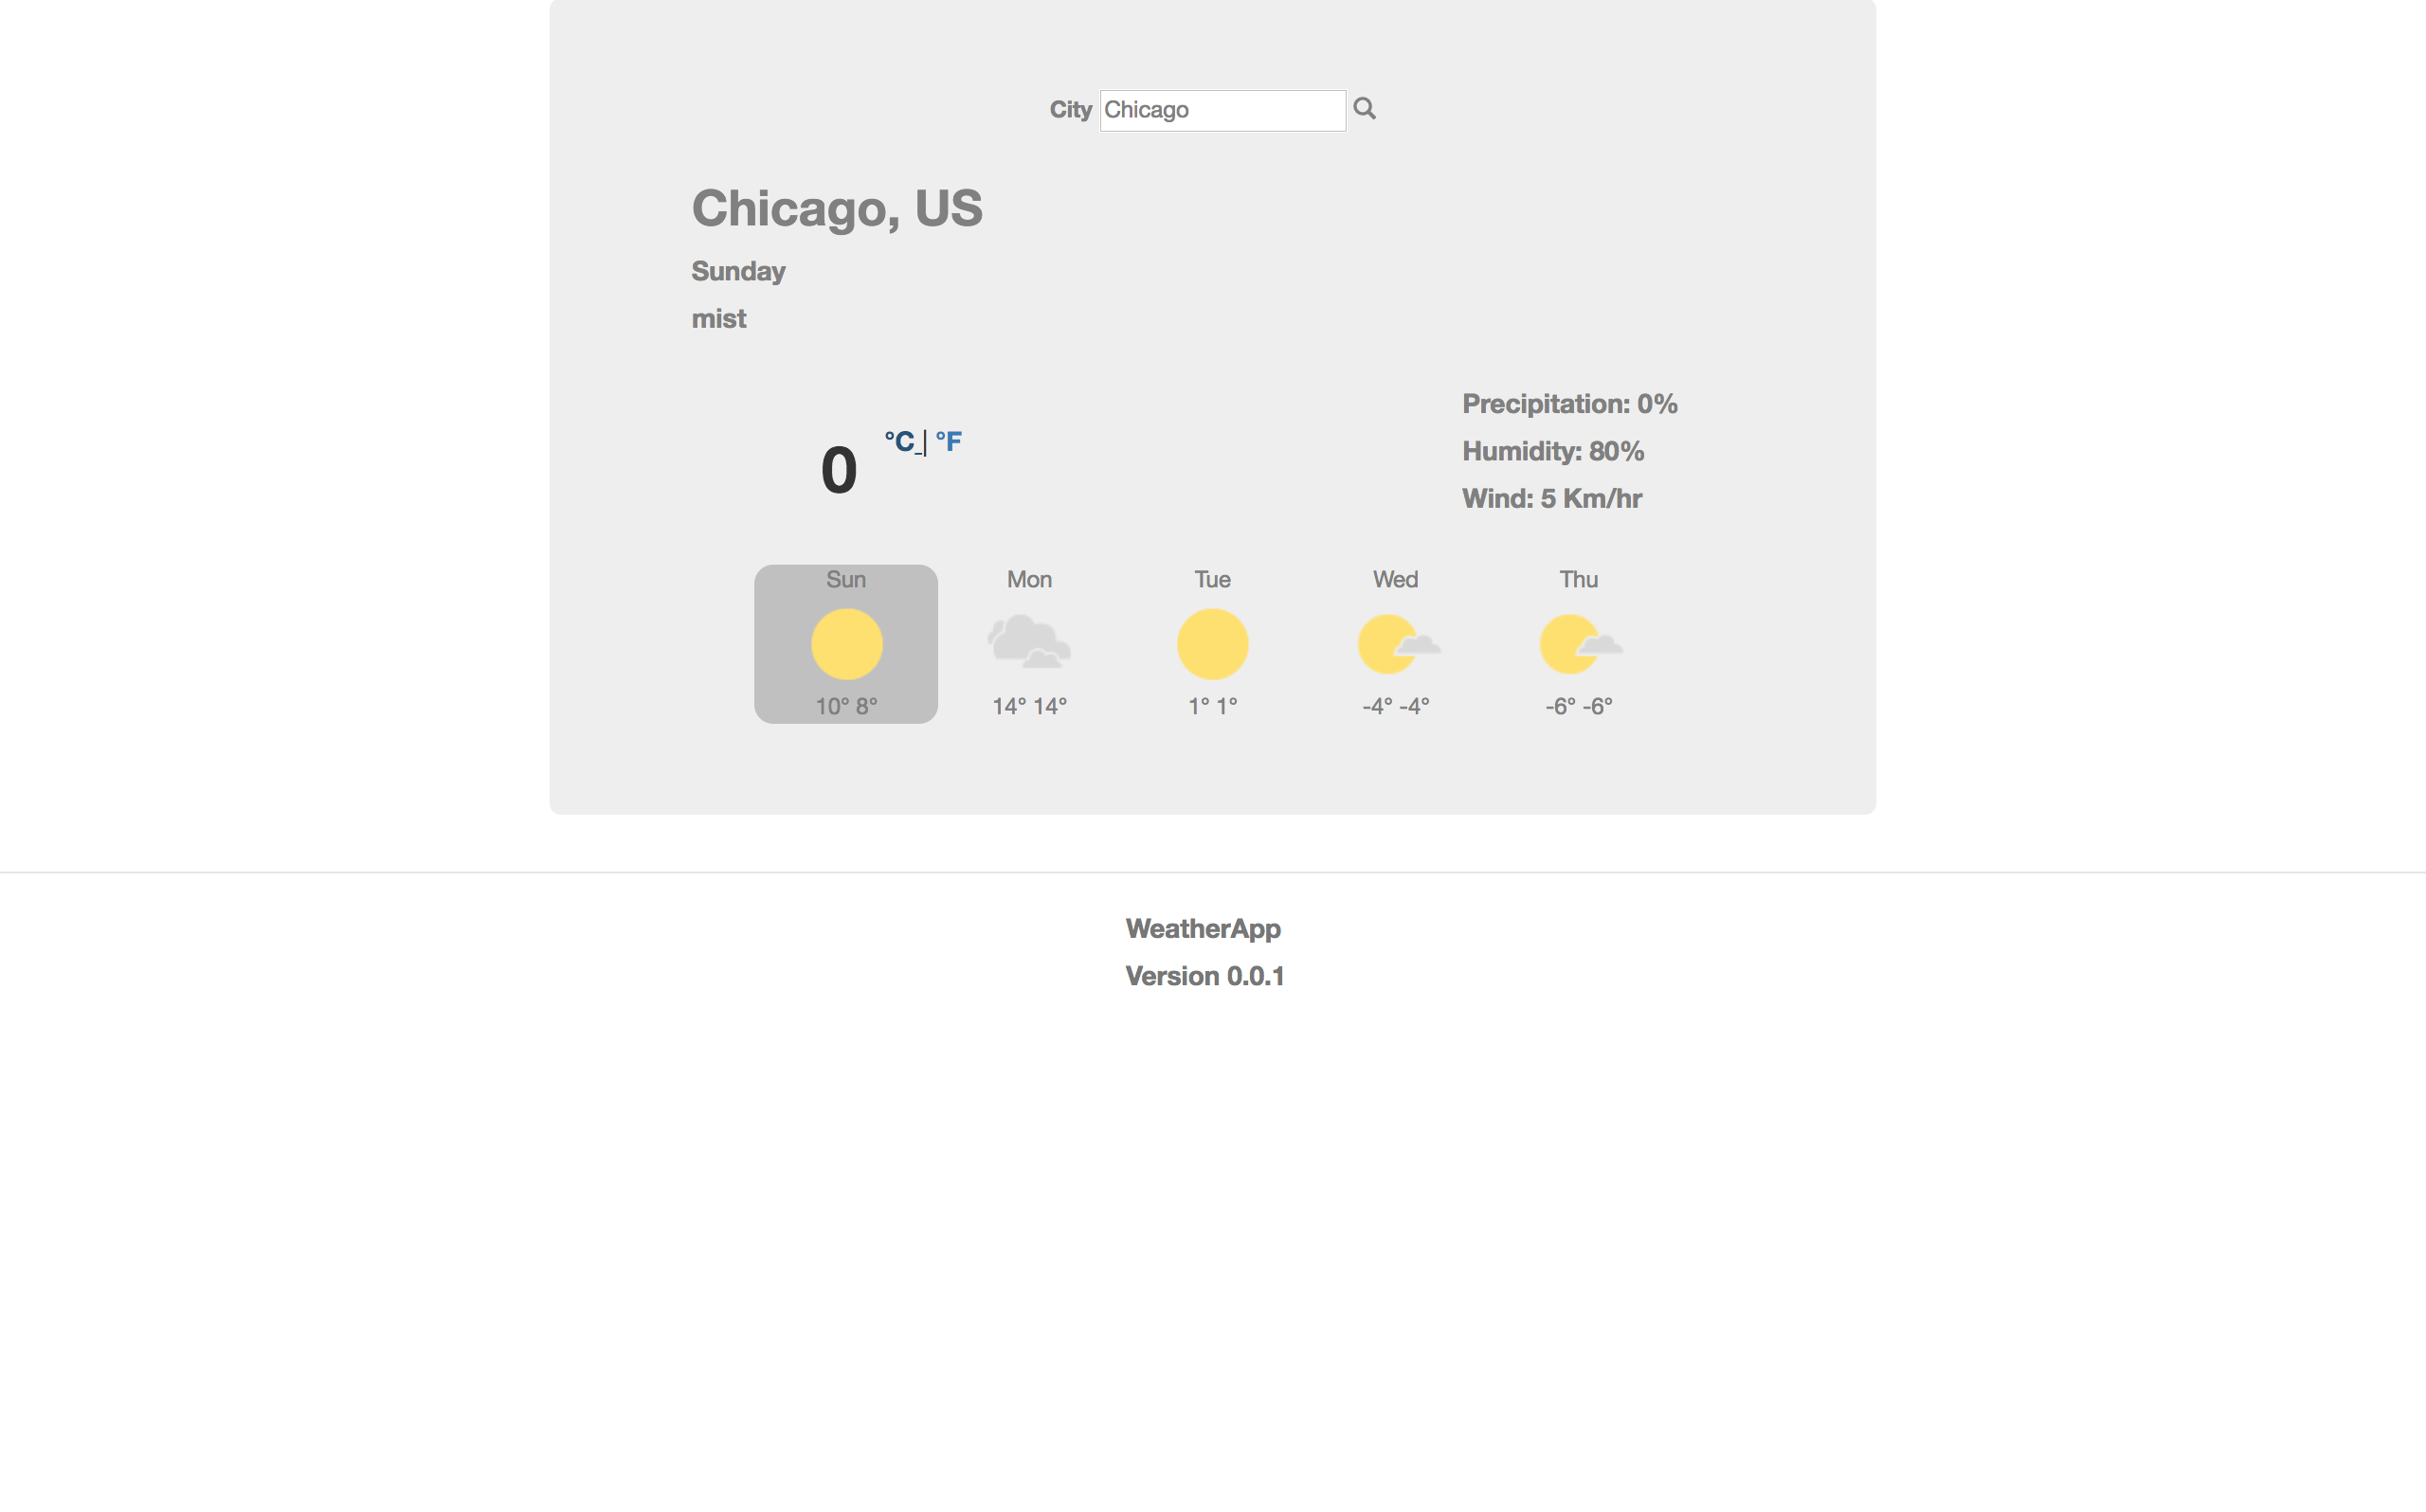 City Chicago
Chicago, US
Sunday
mist
0 °C | °F
Precipitation: 0%
Humidity: 80%
Wind: 5 Km/hr
Sun Mon Tue Wed Thu
10° 8° 14° 14° 1° 1° -4° -4° -6° -6°
WeatherApp
Version 0.0.1